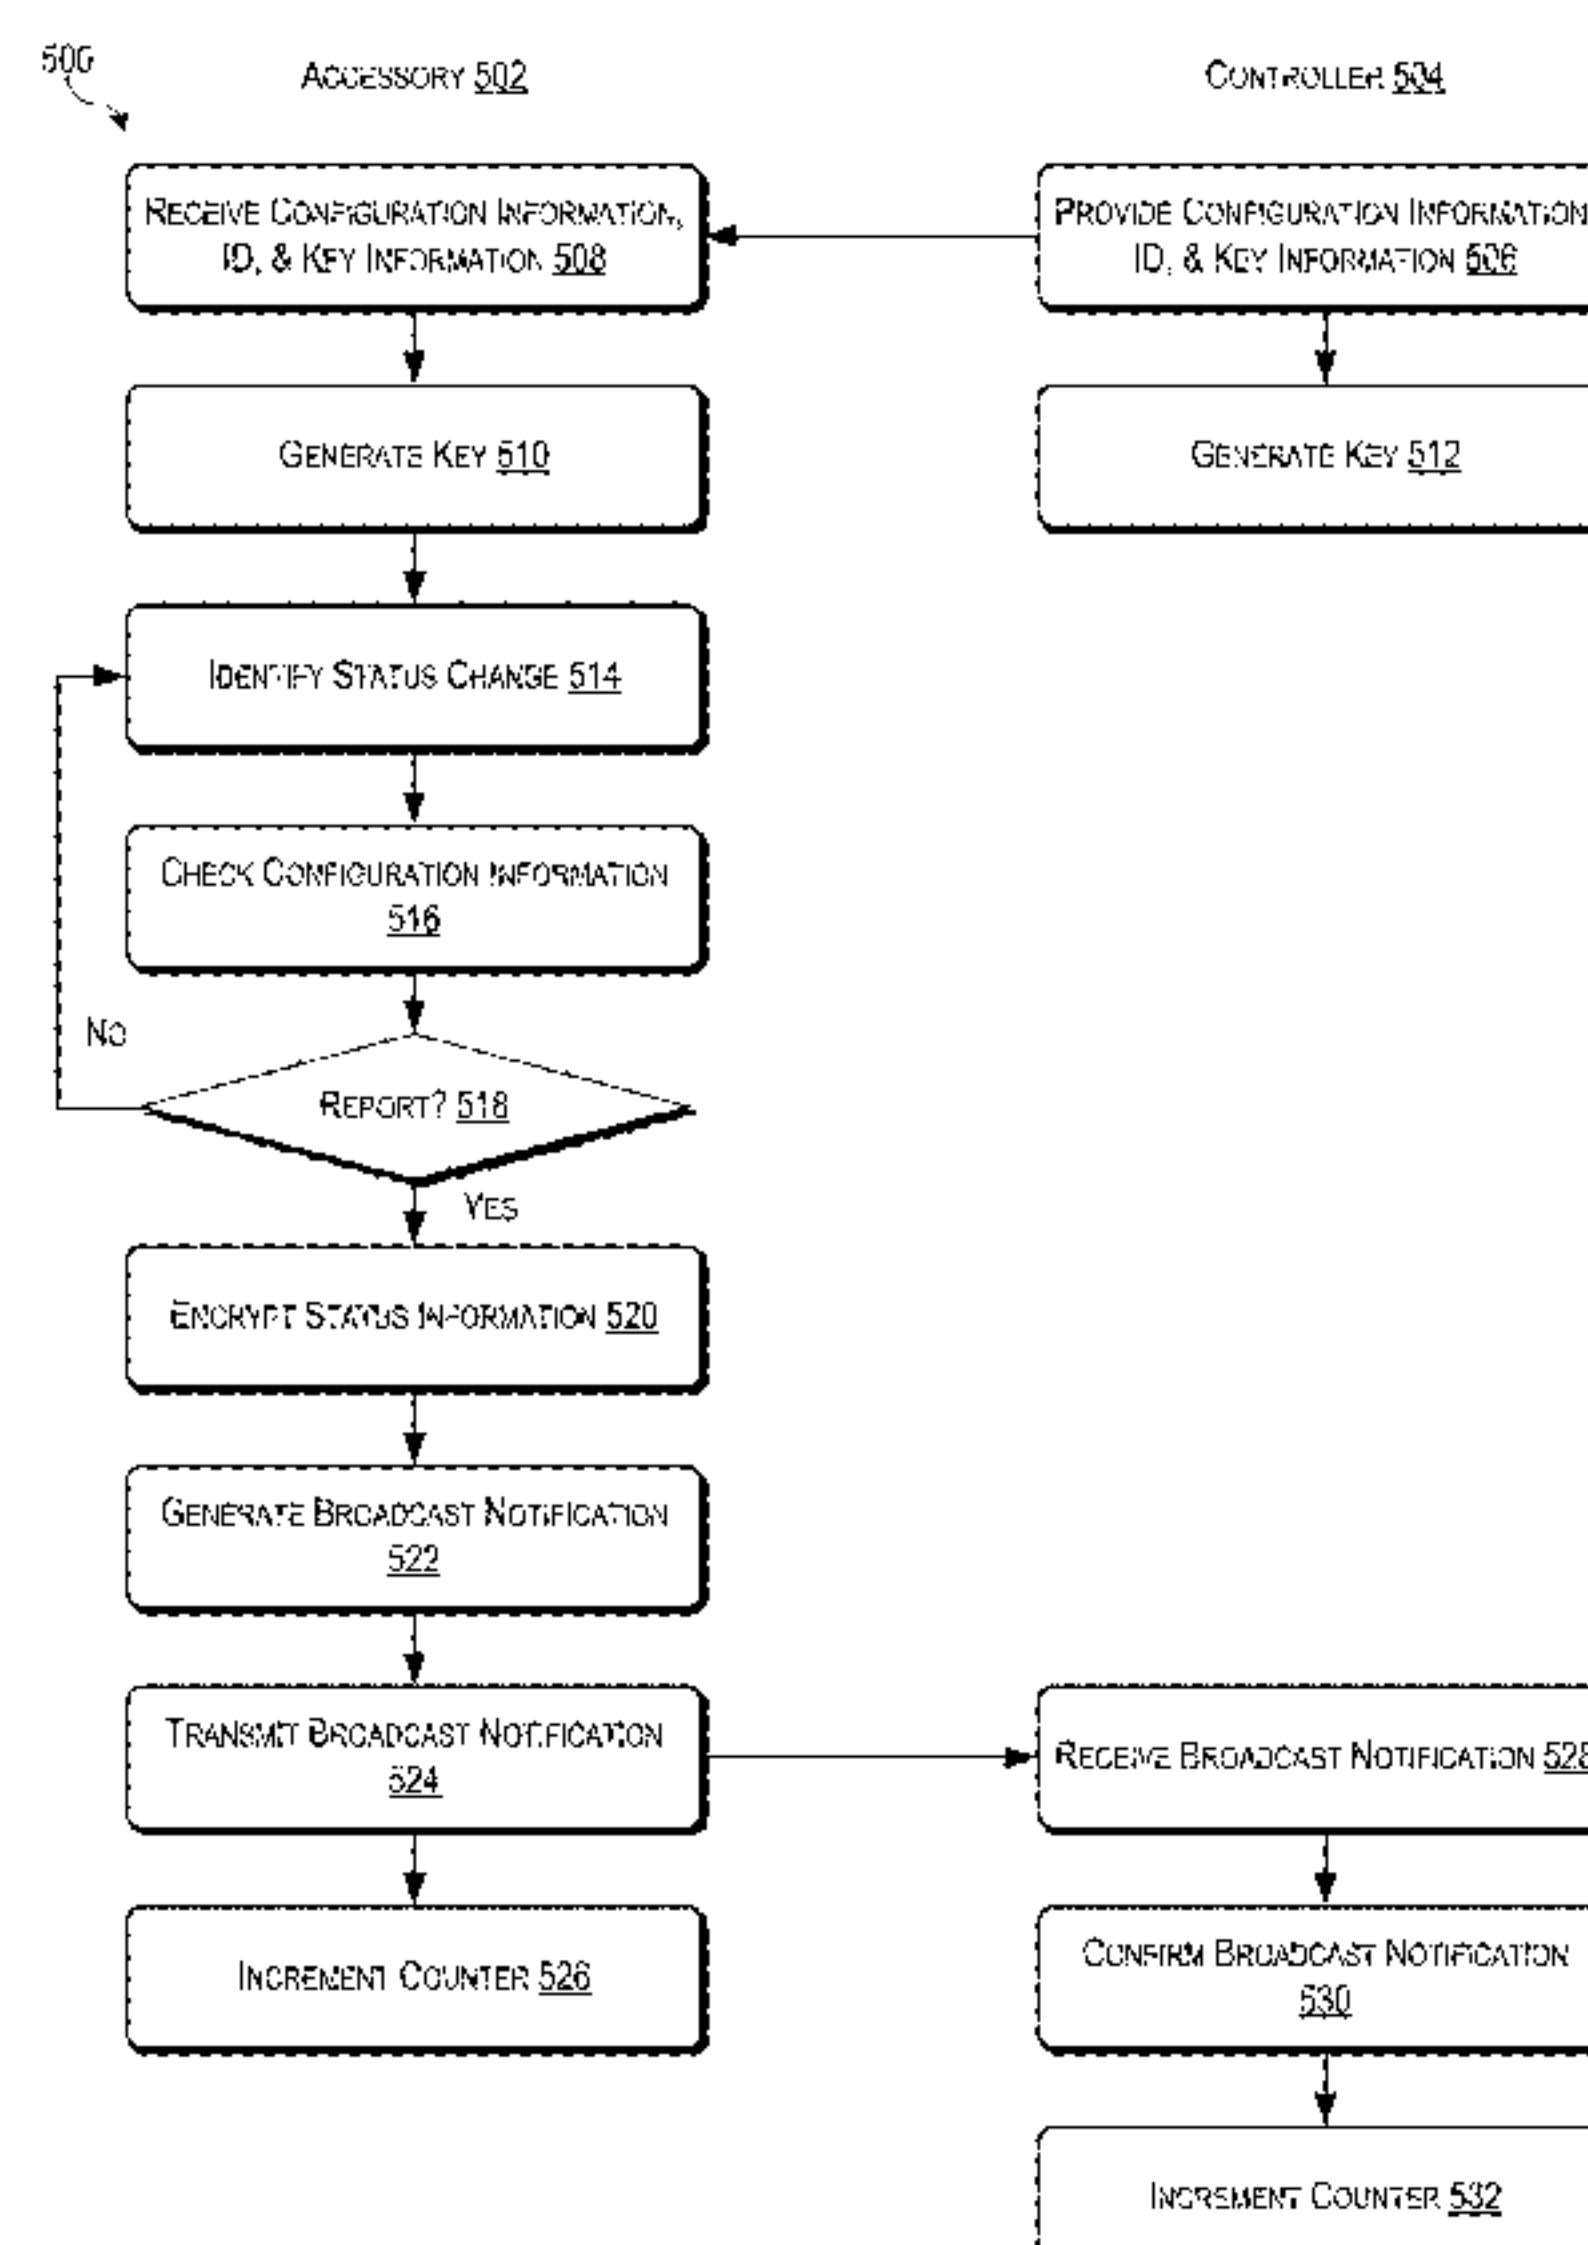 500
ACCESSORY 502
CONTROLLER 504
RECEIVE CONFIGURATION INFORMATION,
ID, & KEY INFORMATION 508
PROVIDE CONFIGURATION INFORMATION
ID, & KEY INFORMATION 506
GENERATE KEY 510
GENERATE KEY 512
IDENTIFY STATUS CHANGE 514
CHECK CONFIGURATION INFORMATION
516
NO
REPORT? 518
YES
ENCRYPT STATUS INFORMATION 520
GENERATE BROADCAST NOTIFICATION
522
TRANSMIT BROADCAST NOTIFICATION
524
RECEIVE BROADCAST NOTIFICATION 528
INCREMENT COUNTER 526
CONFIRM BROADCAST NOTIFICATION
530
INCREMENT COUNTER 532